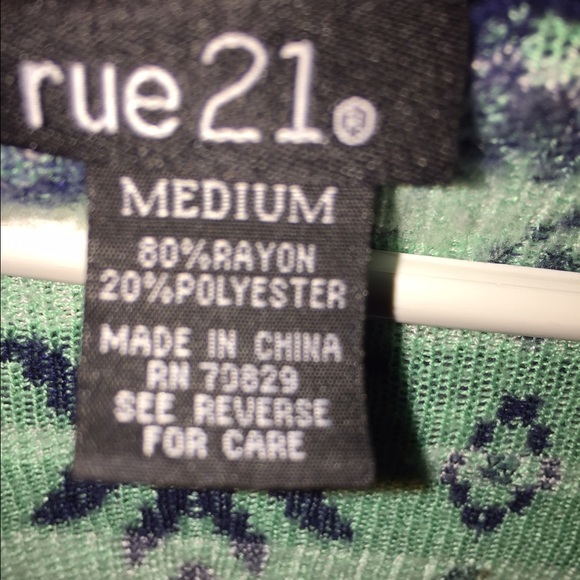 rue21®
MEDIUM
80%RAYON
20%POLYESTER
MADE IN CHINA
RN 70829
SEE REVERSE
FOR CARE